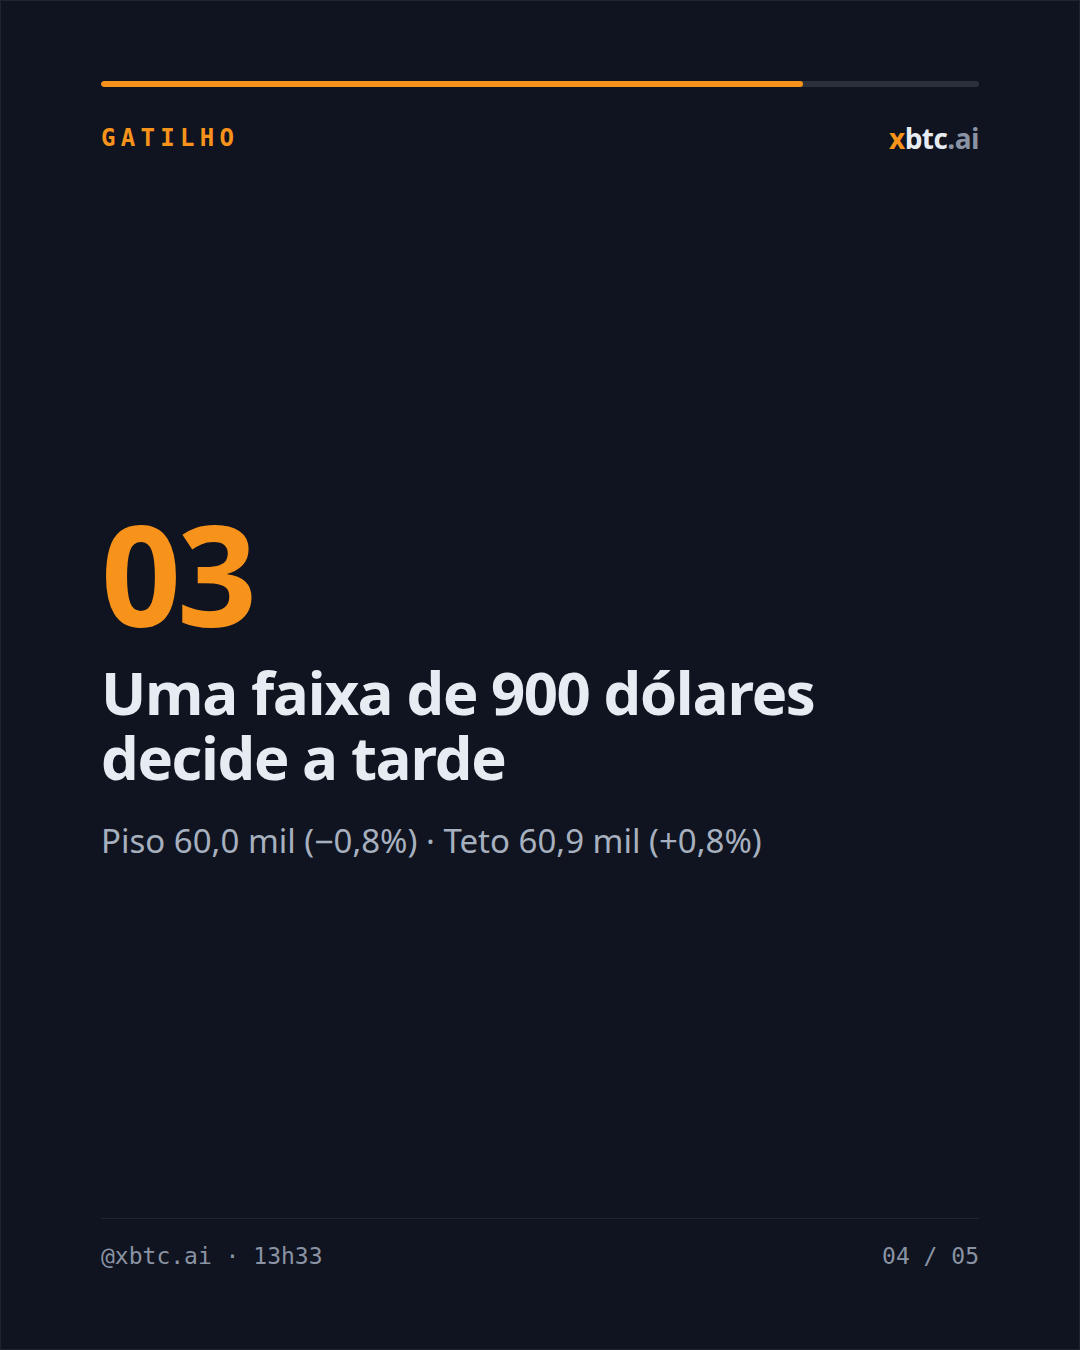 GATILHO
xbtc.ai
03
Uma faixa de 900 dólares
decide a tarde
Piso 60,0 mil (−0,8%) · Teto 60,9 mil (+0,8%)
@xbtc.ai · 13h33
04 / 05